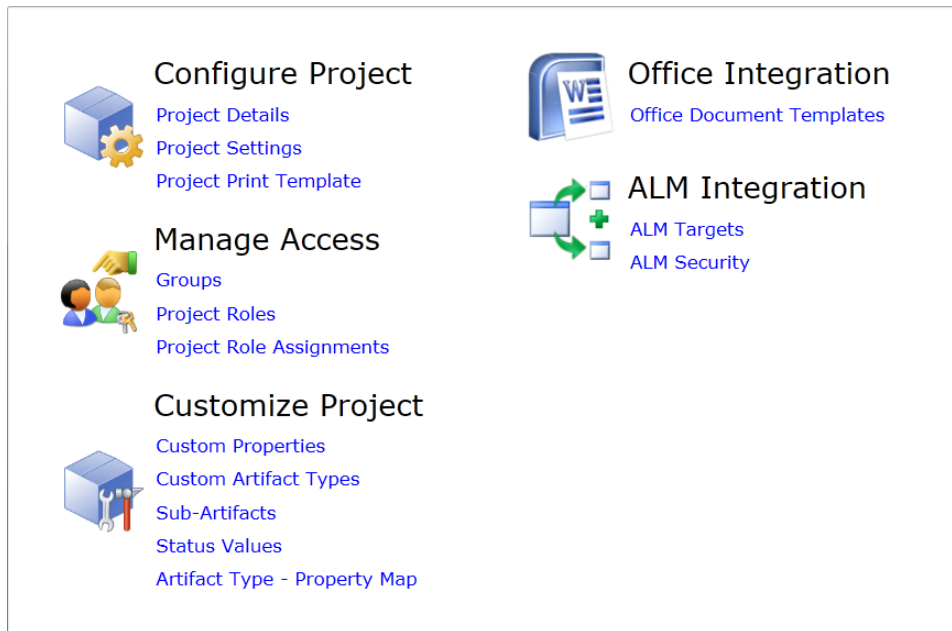 Configure Project
Project Details
Project Settings
Project Print Template
Manage Access
Groups
Project Roles
Project Role Assignments
Customize Project
Custom Properties
Custom Artifact Types
Sub-Artifacts
Status Values
Artifact Type - Property Map
Office Integration
Office Document Templates
ALM Integration
ALM Targets
ALM Security